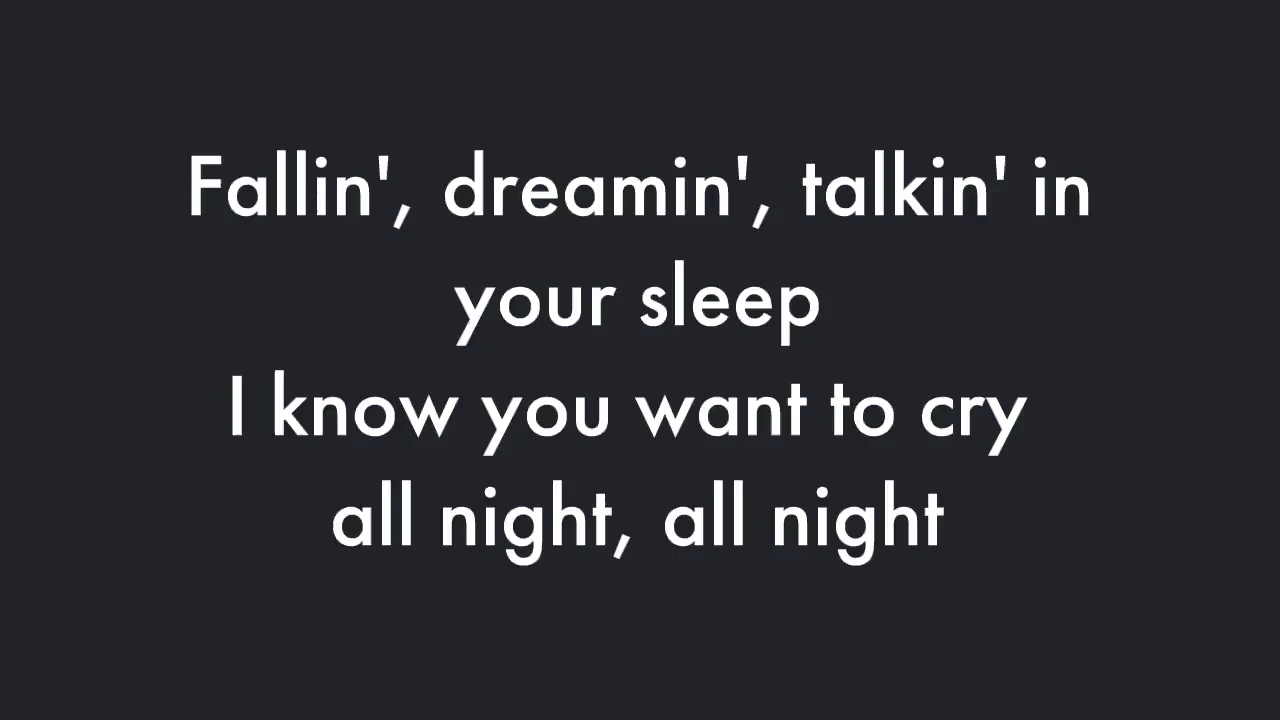 Fallin', dreamin', talkin' in
your sleep
I know you want to cry
all night, all night